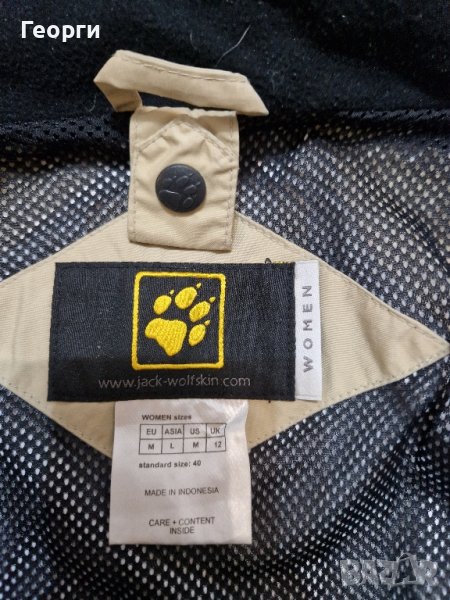 Георги
WOMEN
www.jack-wolfskin.com
WOMEN sizes
EU ASIA US UK
M L M 12
standard size: 40
MADE IN INDONESIA
CARE + CONTENT
INSIDE
BAZAR